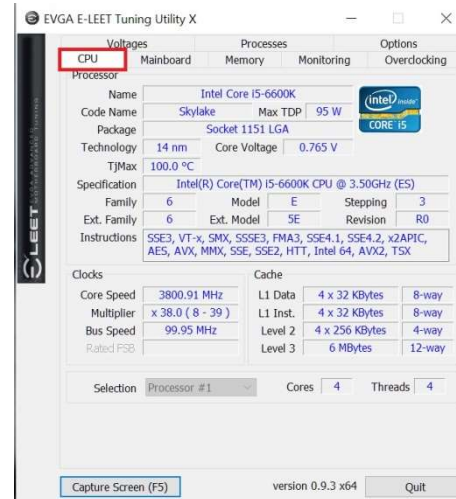 EVGA E-LEET Tuning Utility X
Voltages Processes Options
CPU Mainboard Memory Monitoring Overclocking
Processor
Name Intel Core i5-6600K
Code Name Skylake Max TDP 95 W
Package Socket 1151 LGA
Technology 14 nm Core Voltage 0.765 V
TjMax 100.0 °C
Specification Intel(R) Core(TM) i5-6600K CPU @ 3.50GHz (ES)
Family 6 Model E Stepping 3
Ext. Family 6 Ext. Model 5E Revision R0
Instructions SSE3, VT-x, SMX, SSSE3, FMA3, SSE4.1, SSE4.2, x2APIC,
AES, AVX, MMX, SSE, SSE2, HTT, Intel 64, AVX2, TSX
intel inside
CORE i5
Clocks
Core Speed 3800.91 MHz
Multiplier x 38.0 ( 8 - 39 )
Bus Speed 99.95 MHz
Rated FSB
Cache
L1 Data 4 x 32 KBytes 8-way
L1 Inst. 4 x 32 KBytes 8-way
Level 2 4 x 256 KBytes 4-way
Level 3 6 MBytes 12-way
Selection Processor #1 Cores 4 Threads 4
Capture Screen (F5) version 0.9.3 x64 Quit
LEET